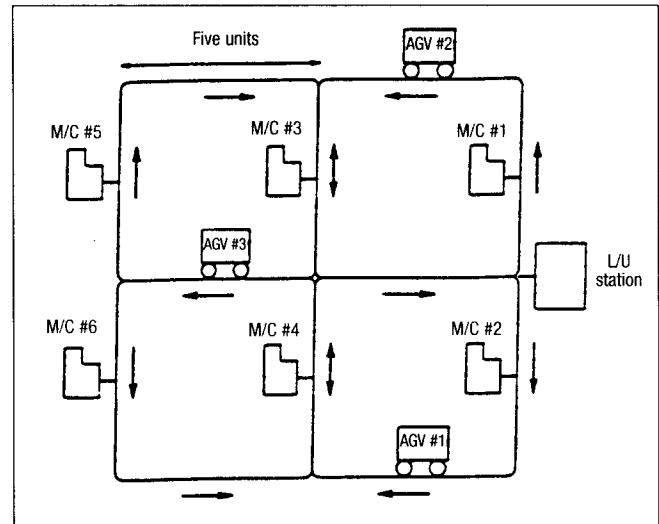 Five units
AGV #2
M/C #5
M/C #3
M/C #1
AGV #3
L/U
station
M/C #6
M/C #4
M/C #2
AGV #1